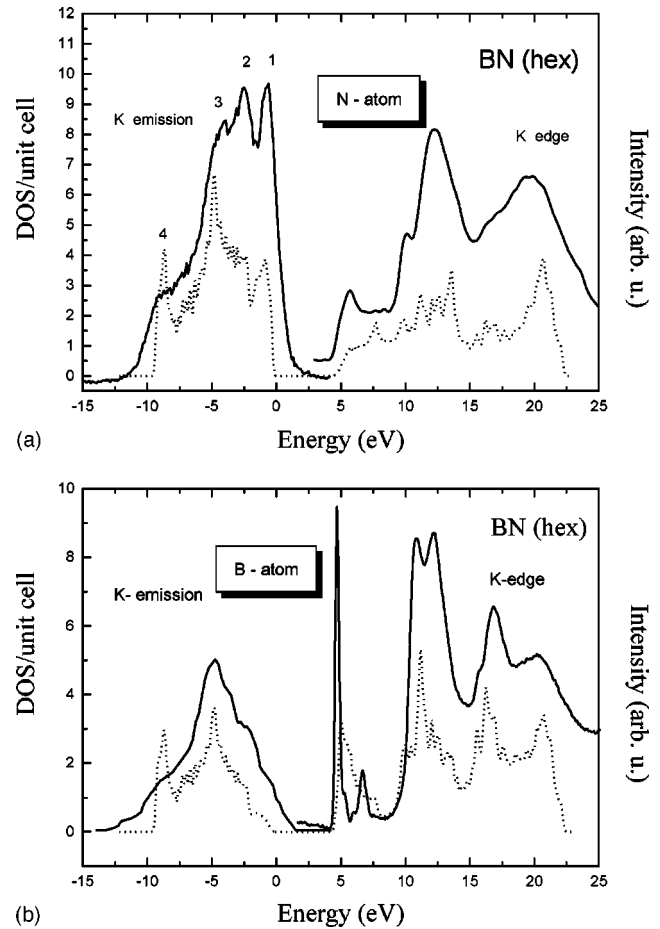 11
10
9
8
7
6
5
4
3
2
1
0
DOS/unit cell
K emission
4
3
2
1
N - atom
BN (hex)
K edge
Intensity (arb. u.)
-15 -10 -5 0 5 10 15 20 25
(a)
Energy (eV)
10
8
6
4
2
0
DOS/unit cell
K- emission
B - atom
BN (hex)
K-edge
Intensity (arb. u.)
-15 -10 -5 0 5 10 15 20 25
(b)
Energy (eV)